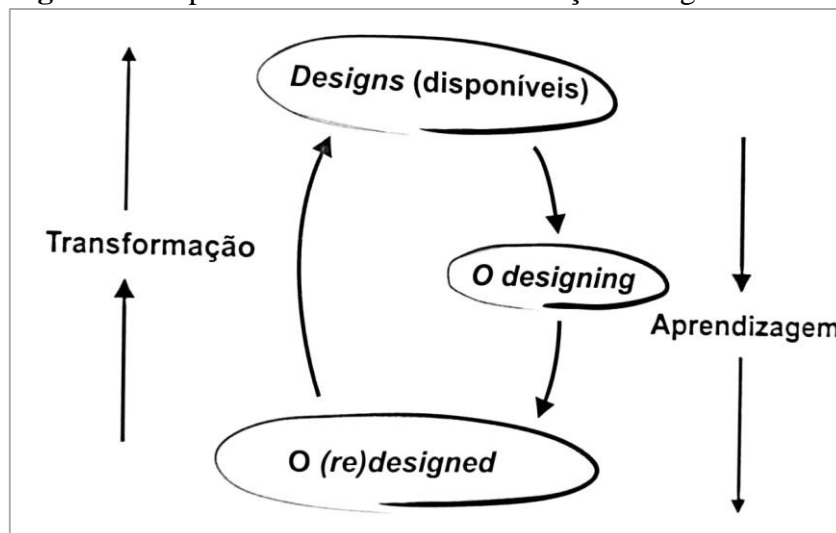 Designs (disponíveis)
Transformação
O designing
Aprendizagem
O (re)designed